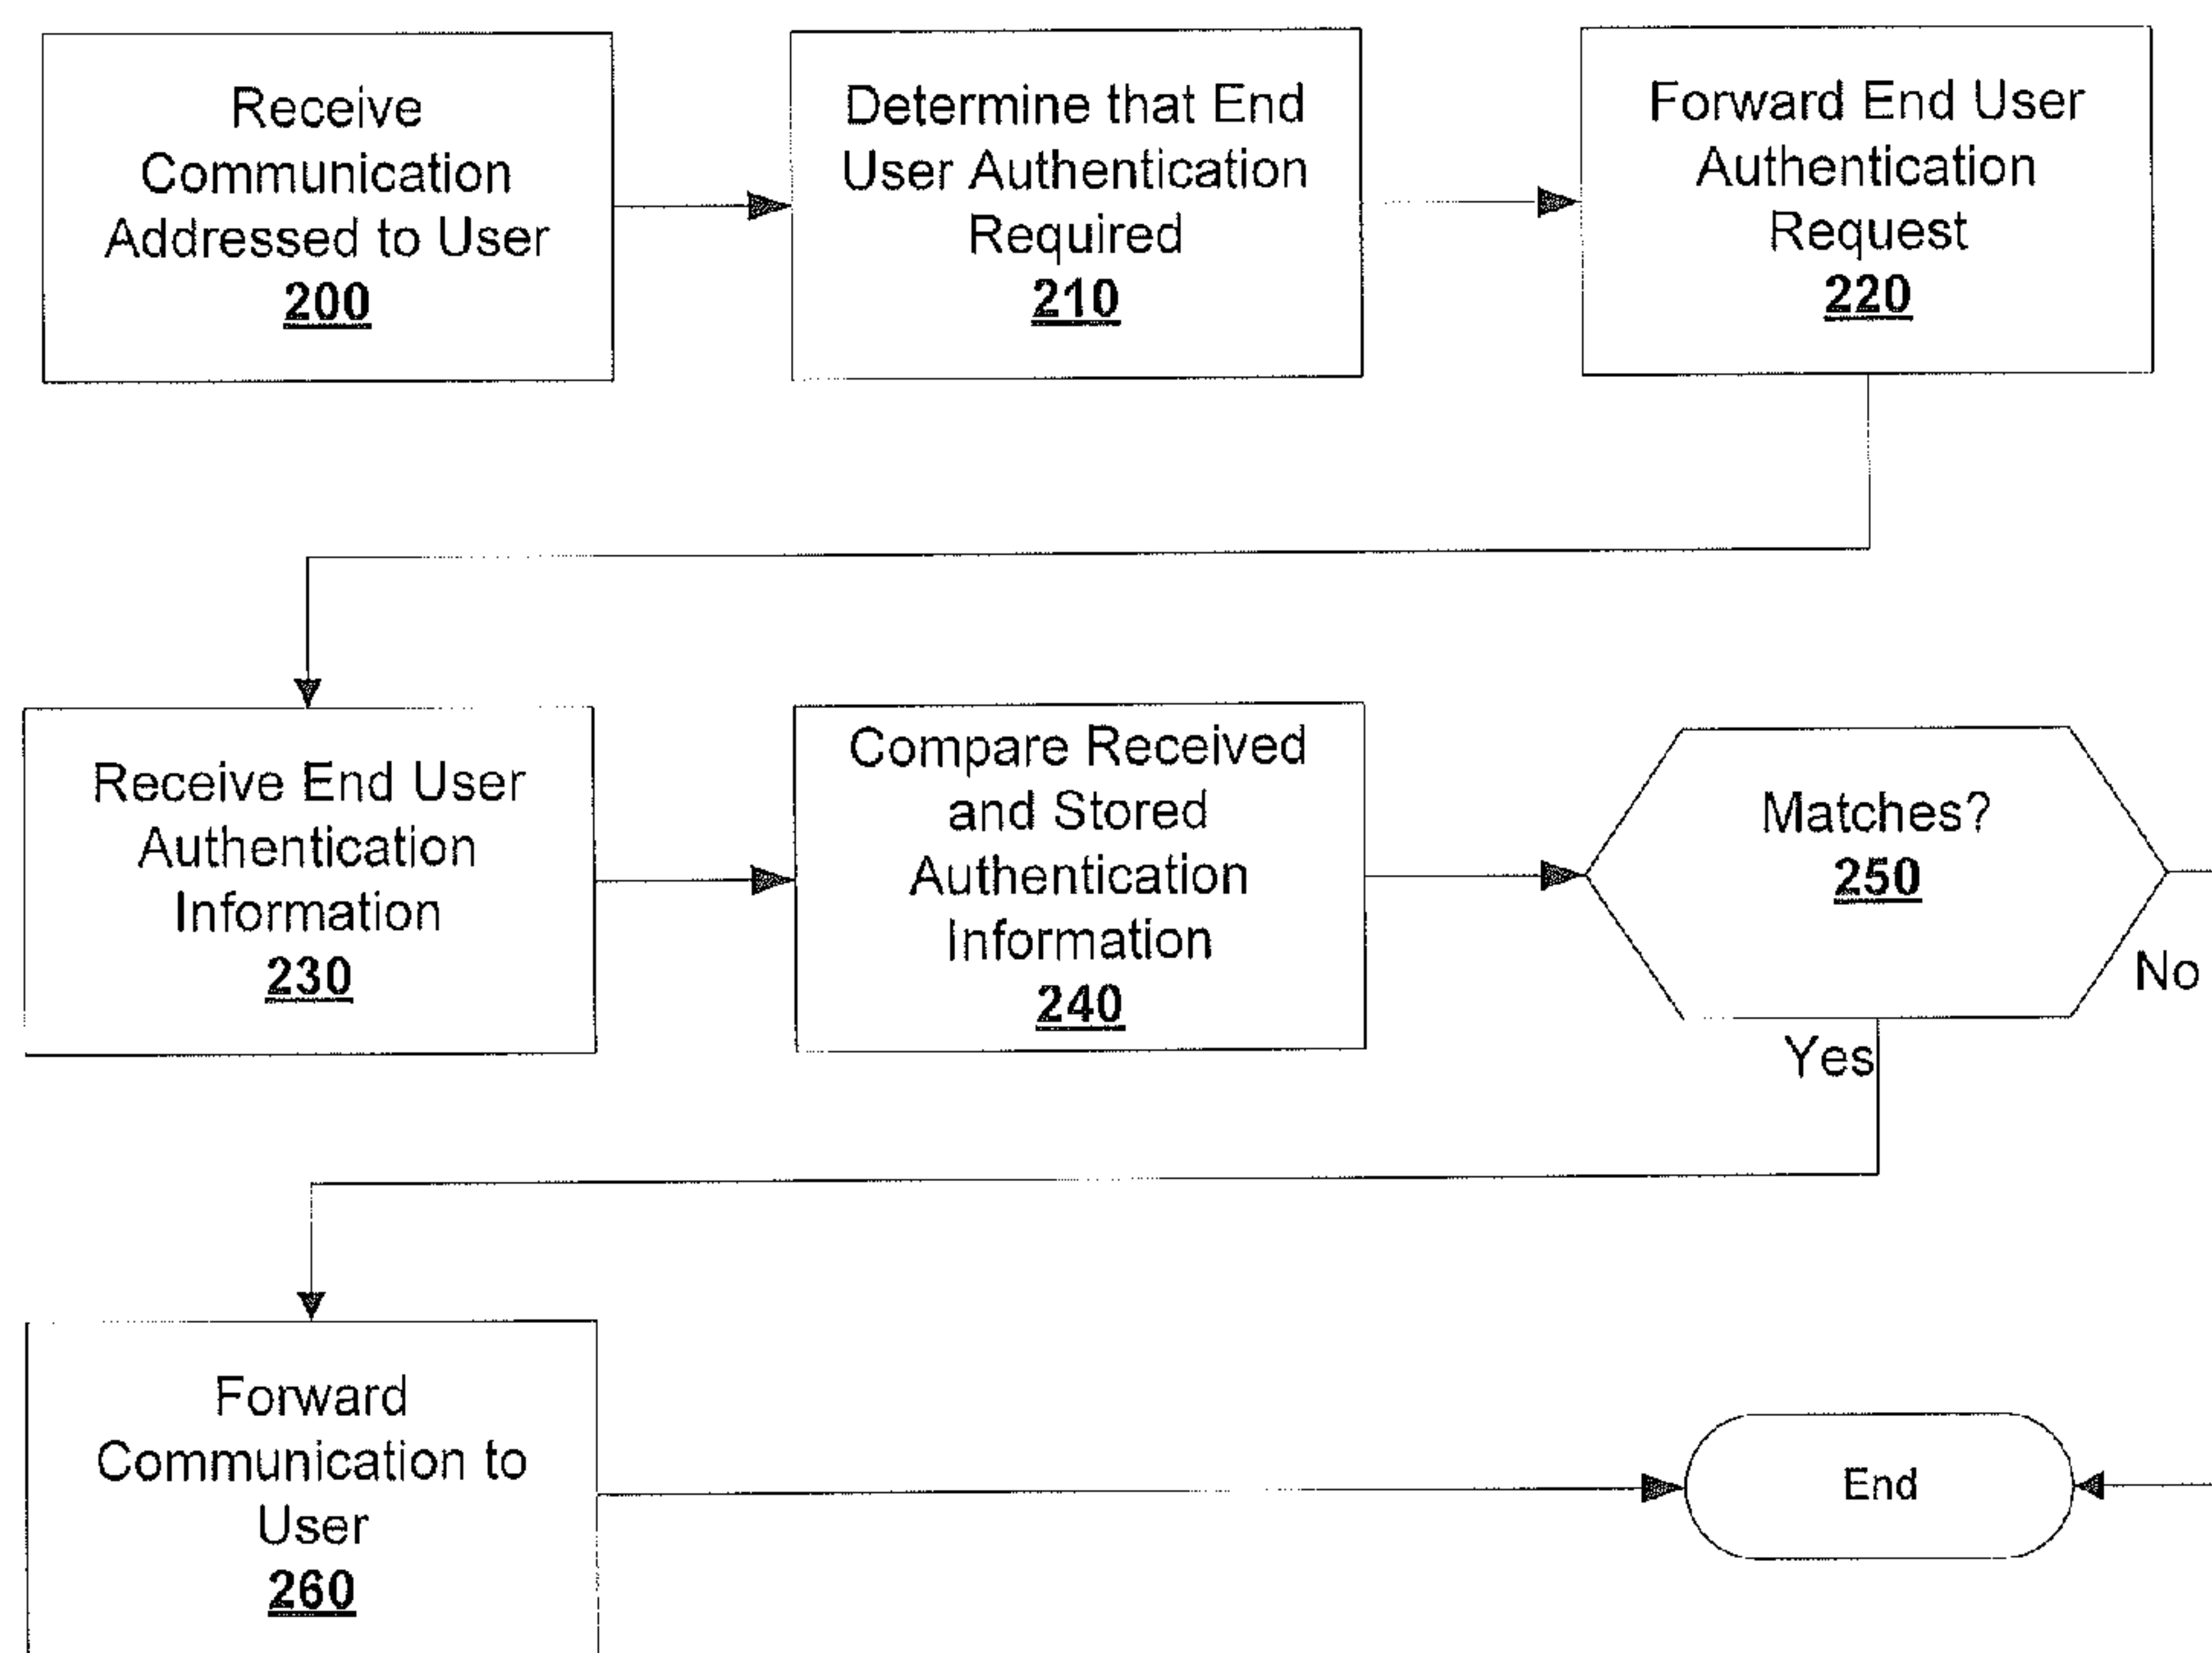 Receive
Communication
Addressed to User
200
Determine that End
User Authentication
Required
210
Forward End User
Authentication
Request
220
Receive End User
Authentication
Information
230
Compare Received
and Stored
Authentication
Information
240
Matches?
250
No
Yes
Forward
Communication to
User
260
End